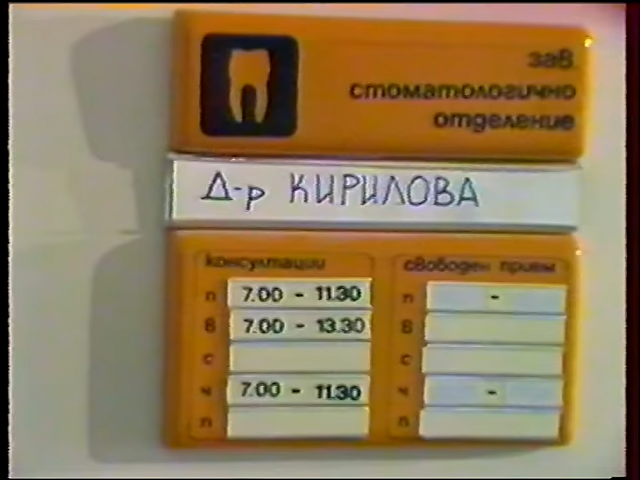 зав.
стоматологично
отделение
Д-р КИРИЛОВА
консултации
п 7.00 - 11.30
в 7.00 - 13.30
с
ч 7.00 - 11.30
п
свободен прием
п -
в
с
ч -
п